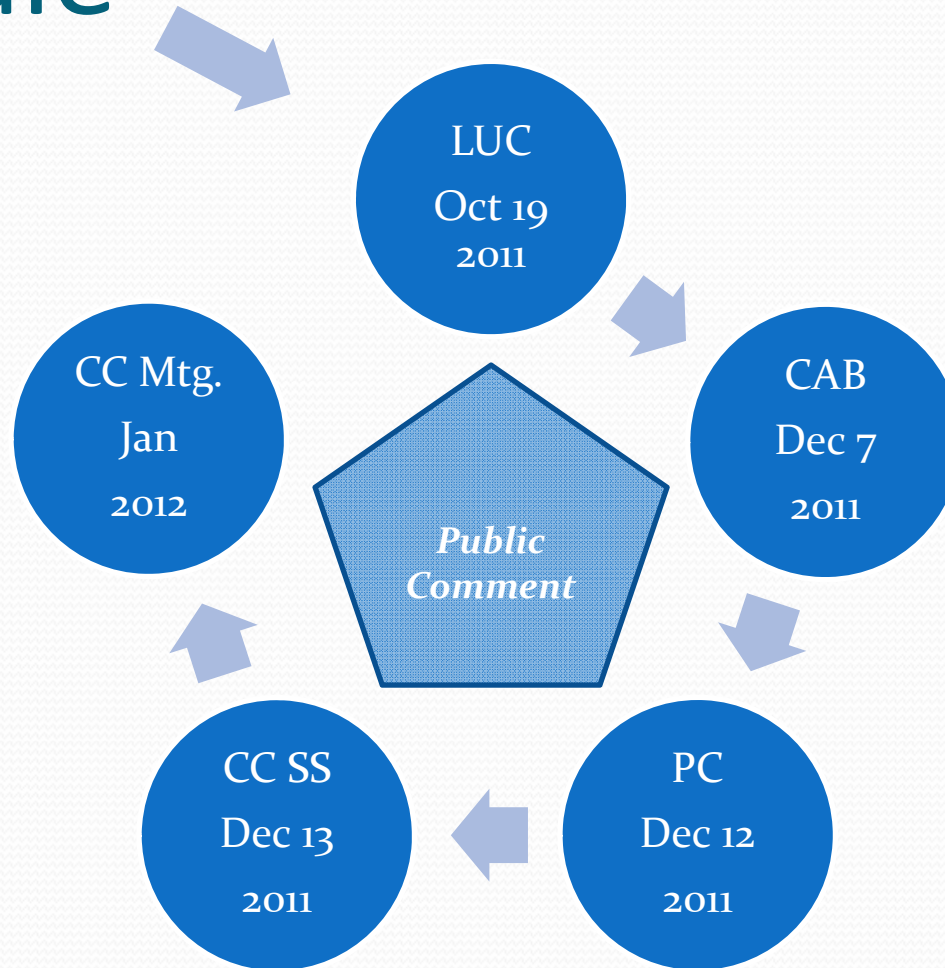 LUC
Oct 19
2011
CAB
Dec 7
2011
PC
Dec 12
2011
CC SS
Dec 13
2011
CC Mtg.
Jan
2012
Public
Comment